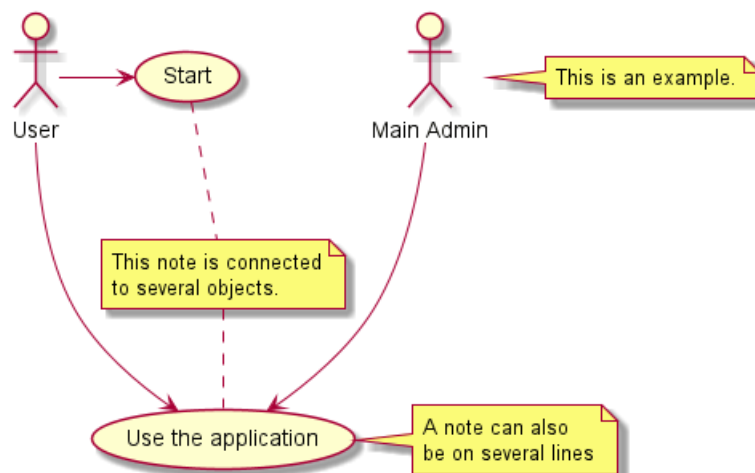 Start
This is an example.
User
Main Admin
This note is connected
to several objects.
Use the application
A note can also
be on several lines